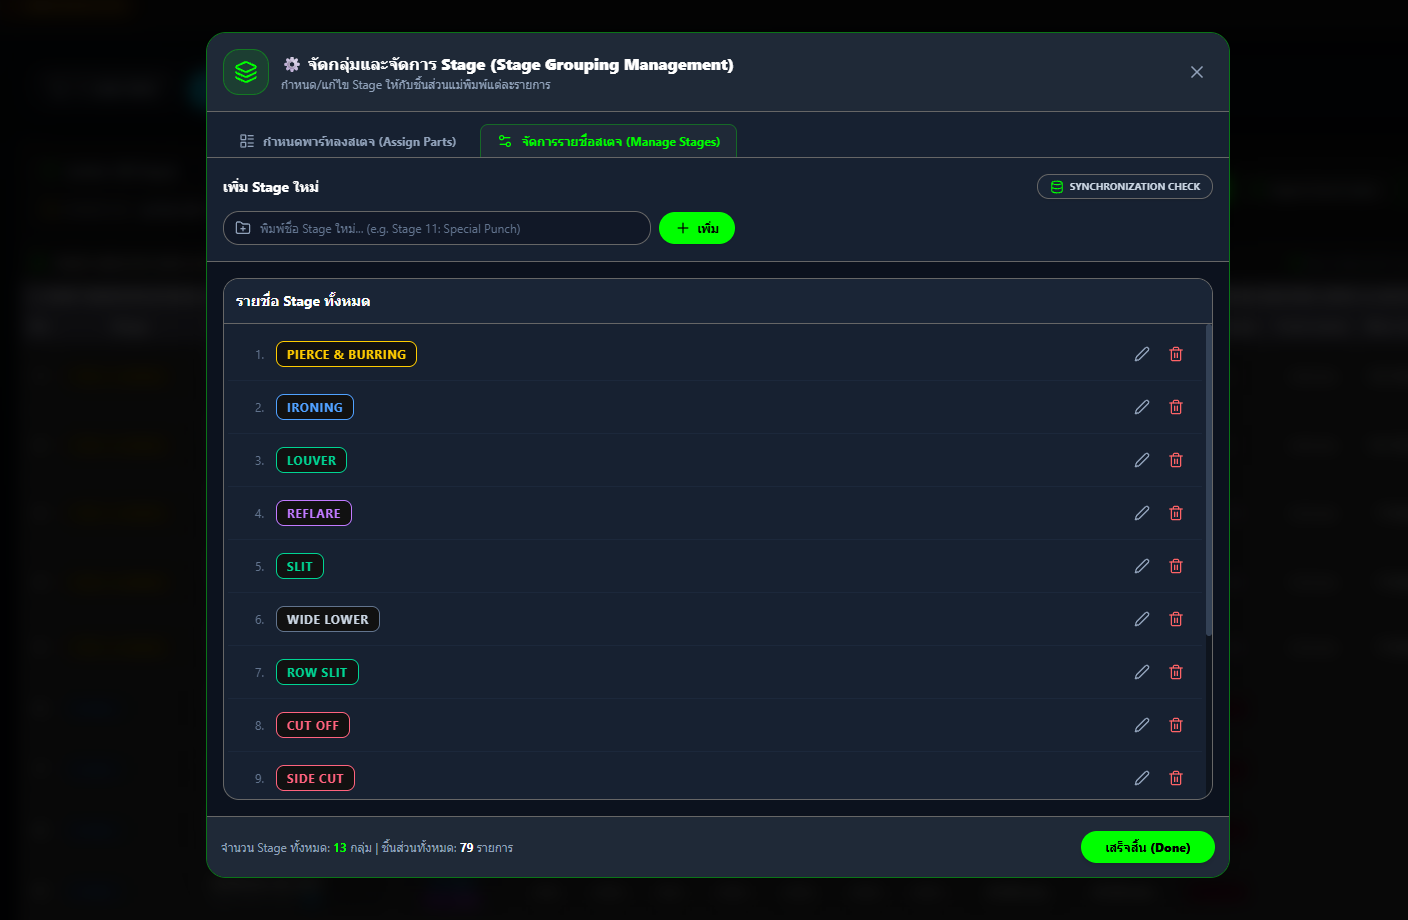 จัดกลุ่มและจัดการ Stage (Stage Grouping Management)
กำหนด/แก้ไข Stage ให้กับชิ้นส่วนแม่พิมพ์แต่ละรายการ
กำหนดพาร์ทลงสเตจ (Assign Parts)
จัดการรายชื่อสเตจ (Manage Stages)
เพิ่ม Stage ใหม่
SYNCHRONIZATION CHECK
พิมพ์ชื่อ Stage ใหม่... (e.g. Stage 11: Special Punch)
เพิ่ม
รายชื่อ Stage ทั้งหมด
1. PIERCE & BURRING
2. IRONING
3. LOUVER
4. REFLARE
5. SLIT
6. WIDE LOWER
7. ROW SLIT
8. CUT OFF
9. SIDE CUT
จำนวน Stage ทั้งหมด: 13 กลุ่ม | ชิ้นส่วนทั้งหมด: 79 รายการ
เสร็จสิ้น (Done)